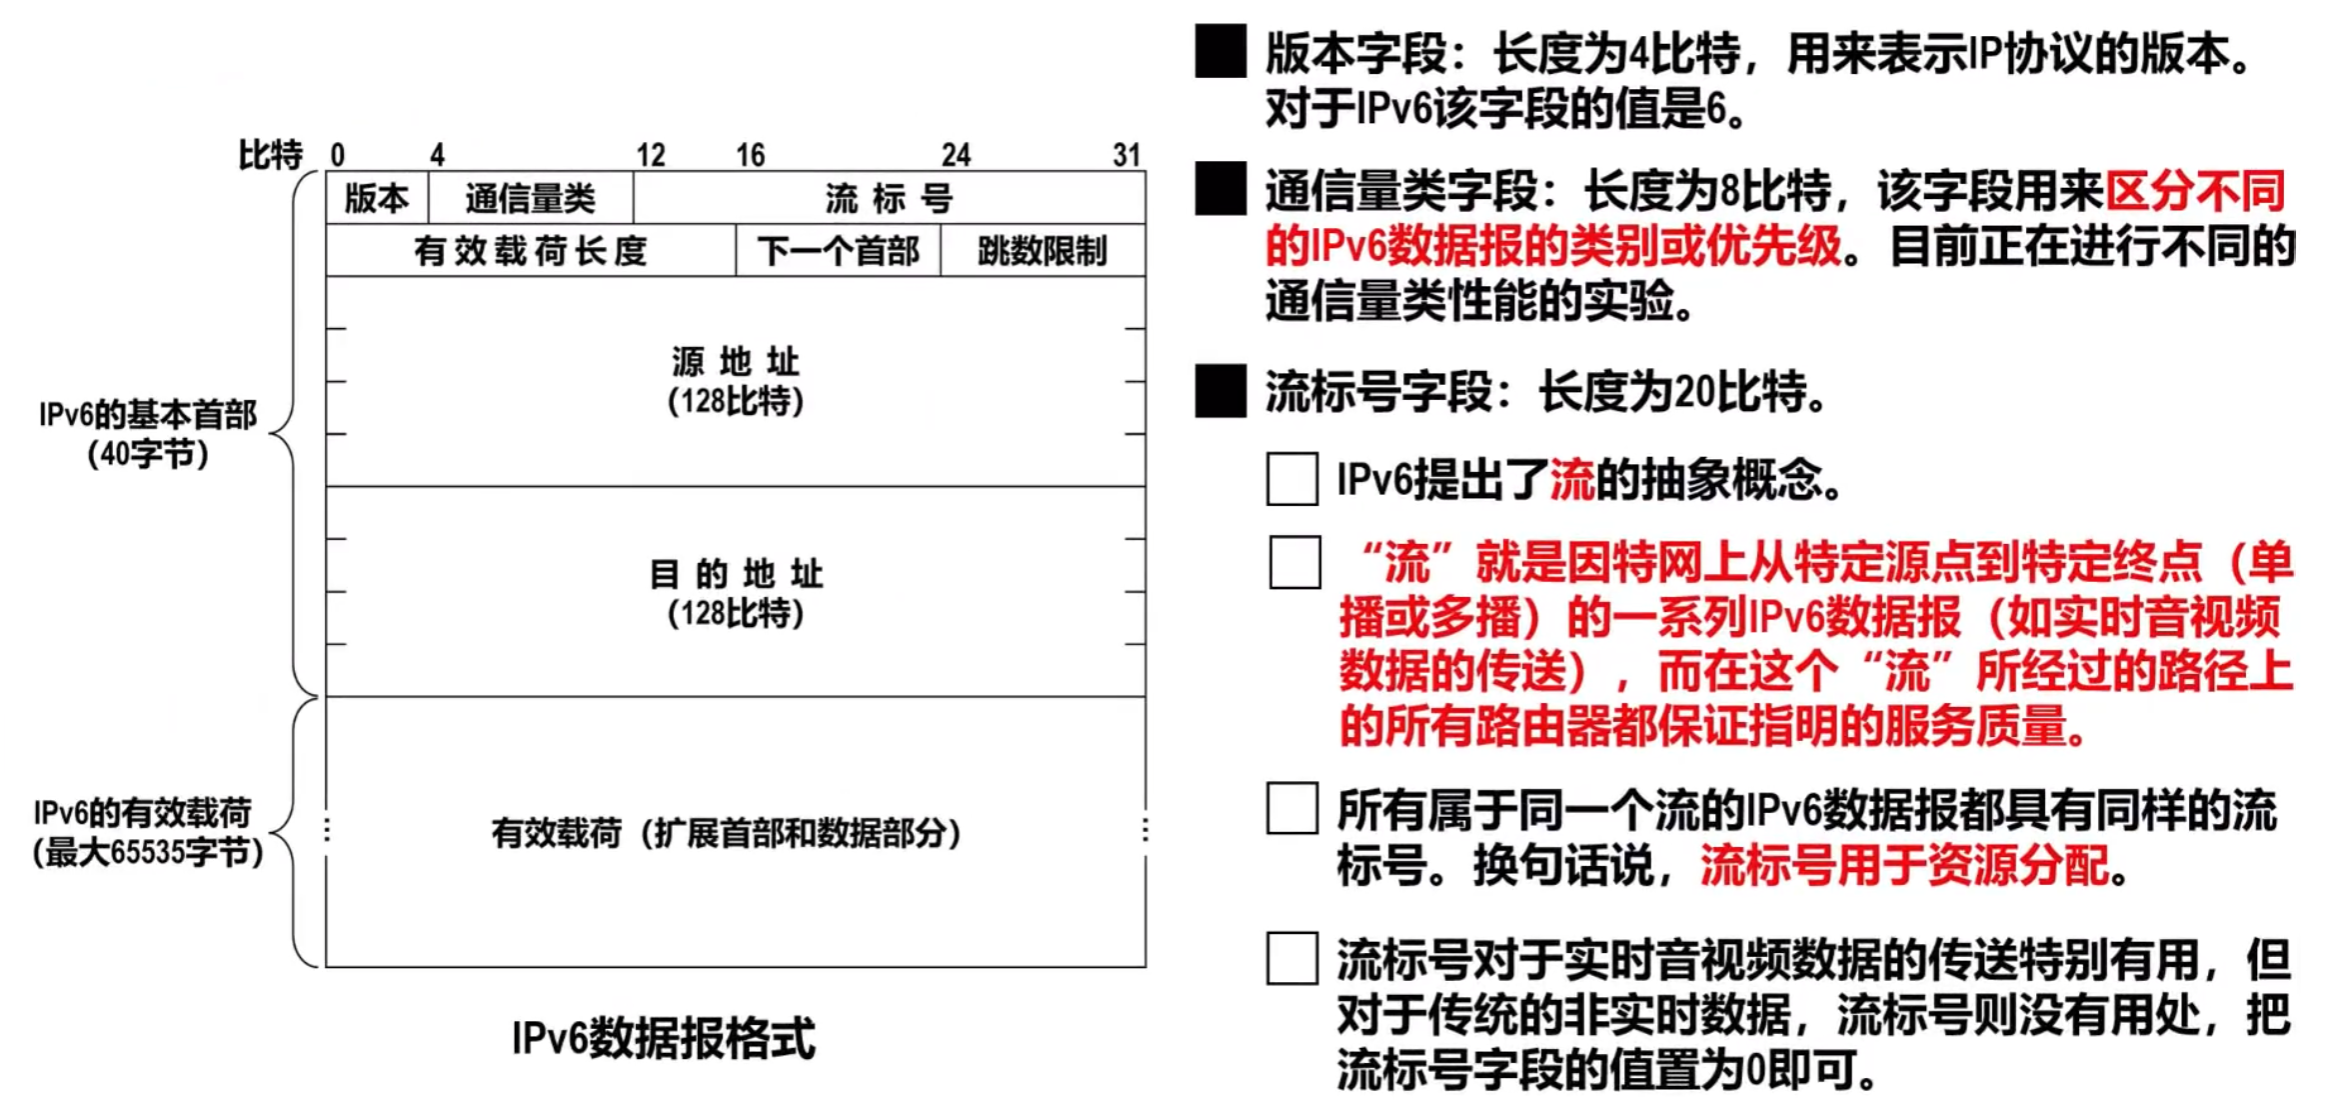 比特 0 4 12 16 24 31
版本 通信量类 流标号
有效载荷长度 下一个首部 跳数限制
源地址
（128比特）
IPv6的基本首部
（40字节）
目的地址
（128比特）
IPv6的有效载荷
（最大65535字节）
有效载荷（扩展首部和数据部分）
IPv6数据报格式
版本字段：长度为4比特，用来表示IP协议的版本。
对于IPv6该字段的值是6。
通信量类字段：长度为8比特，该字段用来区分不同
的IPv6数据报的类别或优先级。目前正在进行不同的
通信量类性能的实验。
流标号字段：长度为20比特。
IPv6提出了流的抽象概念。
“流”就是因特网上从特定源点到特定终点（单
播或多播）的一系列IPv6数据报（如实时音视频
数据的传送），而在这个“流”所经过的路径上
的所有路由器都保证指明的服务质量。
所有属于同一个流的IPv6数据报都具有同样的流
标号。换句话说，流标号用于资源分配。
流标号对于实时音视频数据的传送特别有用，但
对于传统的非实时数据，流标号则没有用处，把
流标号字段的值置为0即可。